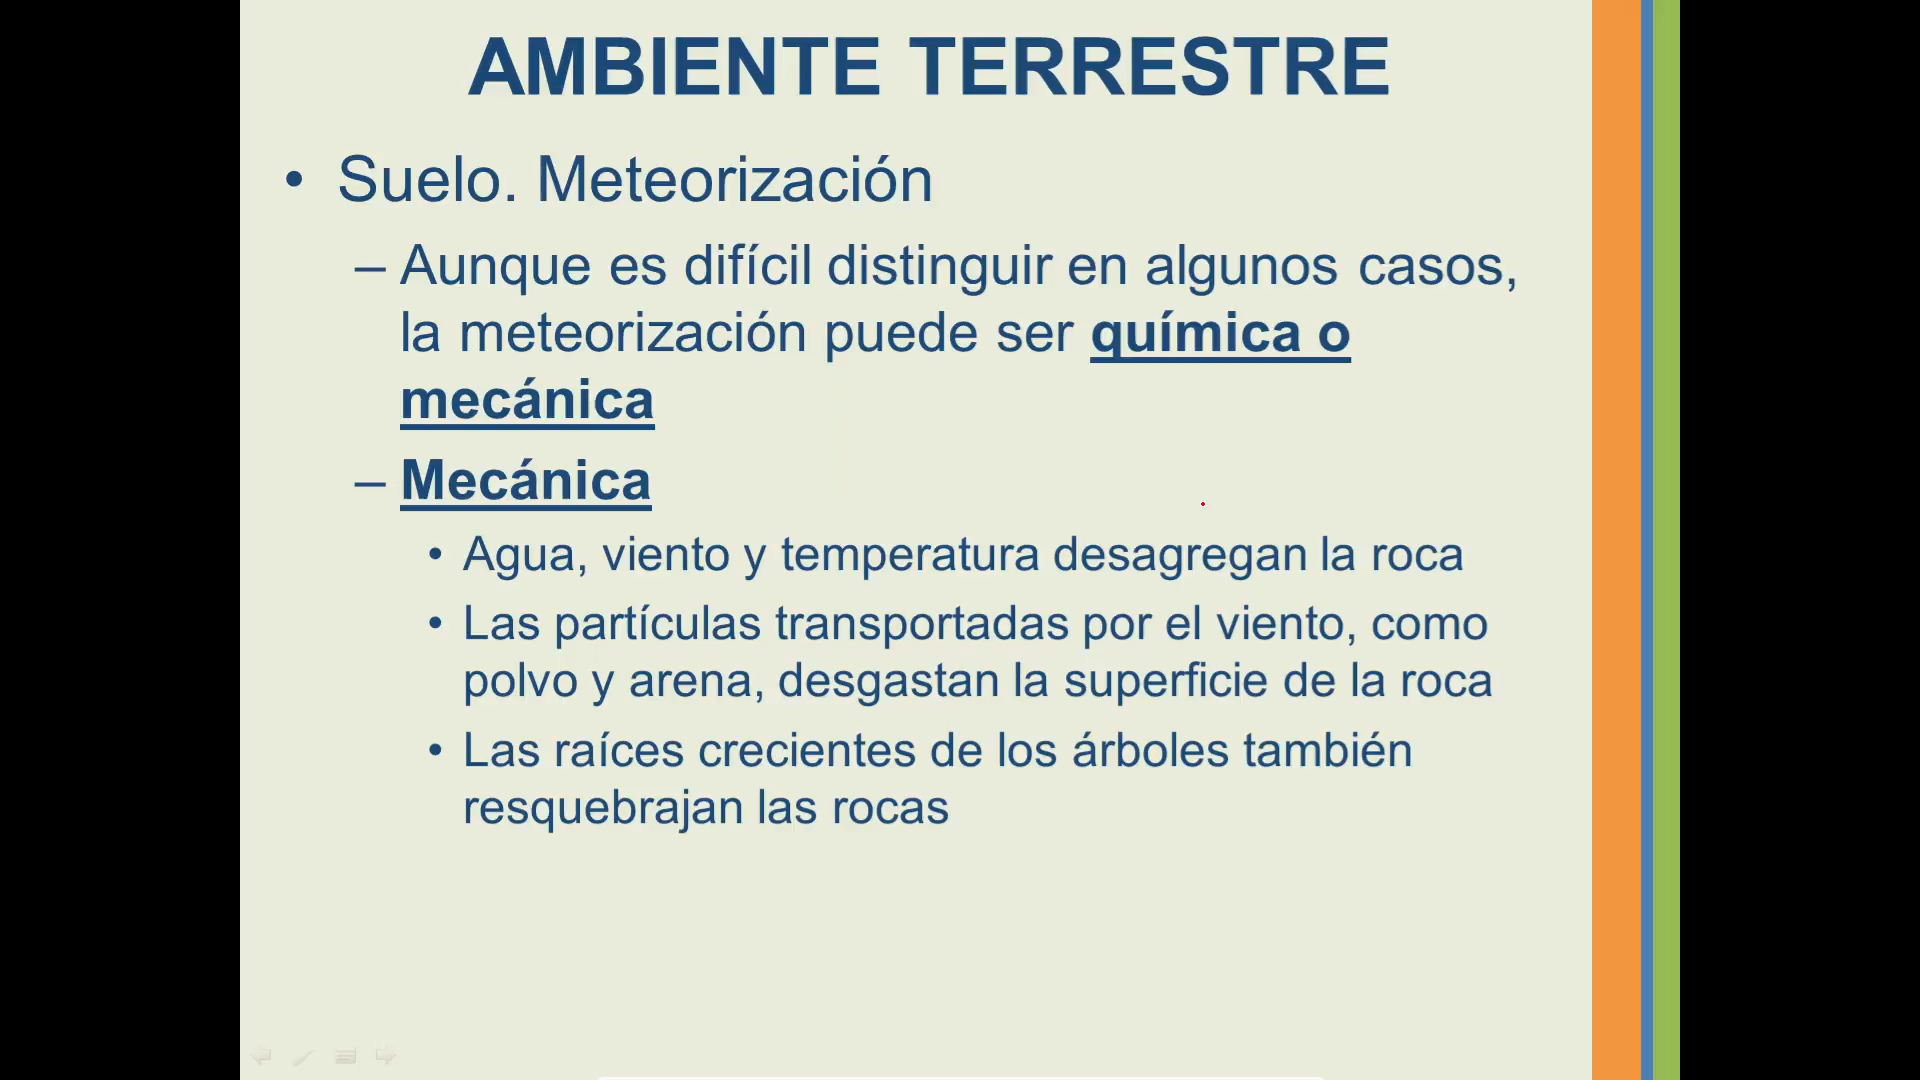 AMBIENTE TERRESTRE
• Suelo. Meteorización
– Aunque es difícil distinguir en algunos casos,
la meteorización puede ser química o
mecánica
– Mecánica
• Agua, viento y temperatura desagregan la roca
• Las partículas transportadas por el viento, como
polvo y arena, desgastan la superficie de la roca
• Las raíces crecientes de los árboles también
resquebrajan las rocas